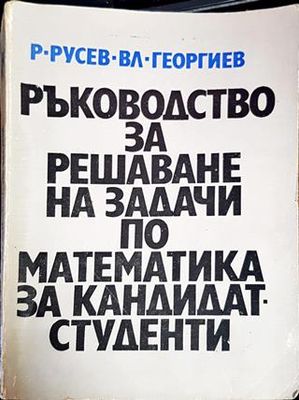 Р·РУСЕВ·ВЛ·ГЕОРГИЕВ
РЪКОВОДСТВО
ЗА
РЕШАВАНЕ
НА ЗАДАЧИ
ПО
МАТЕМАТИКА
ЗА КАНДИДАТ-
СТУДЕНТИ